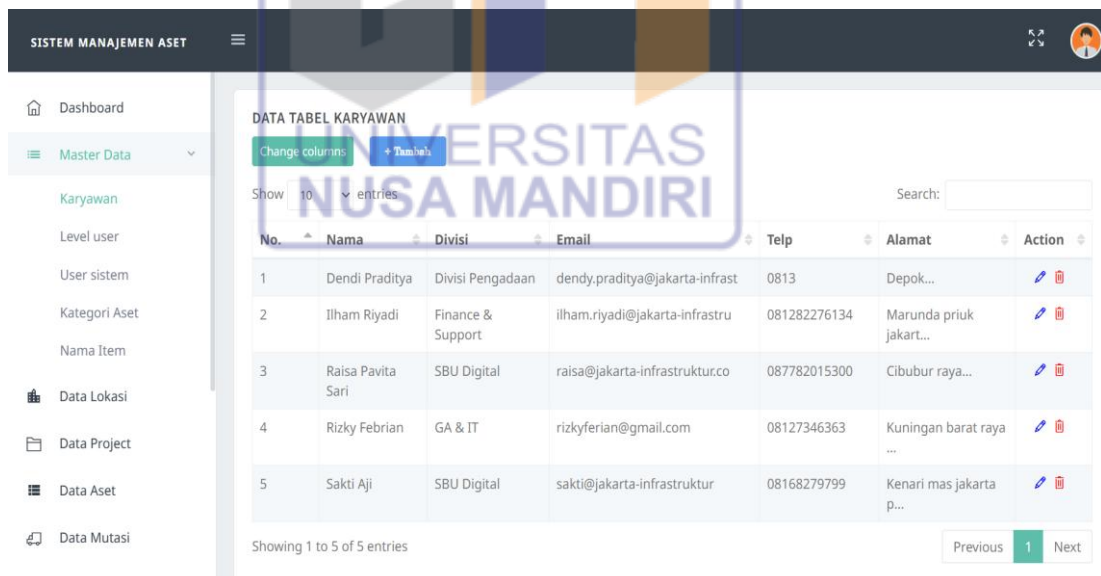 SISTEM MANAJEMEN ASET
Dashboard
Master Data
Karyawan
Level user
User sistem
Kategori Aset
Nama Item
Data Lokasi
Data Project
Data Aset
Data Mutasi
UNIVERSITAS
NUSA MANDIRI
DATA TABEL KARYAWAN
Change columns + Tambah
Show 10 entries Search:
No. Nama Divisi Email Telp Alamat Action
1 Dendi Praditya Divisi Pengadaan dendy.praditya@jakarta-infrast 0813 Depok...
2 Ilham Riyadi Finance & ilham.riyadi@jakarta-infrastru 081282276134 Marunda priuk
Support jakart...
3 Raisa Pavita SBU Digital raisa@jakarta-infrastruktur.co 087782015300 Cibubur raya...
Sari
4 Rizky Febrian GA & IT rizkyferian@gmail.com 08127346363 Kuningan barat raya
...
5 Sakti Aji SBU Digital sakti@jakarta-infrastruktur 08168279799 Kenari mas jakarta
p...
Showing 1 to 5 of 5 entries Previous 1 Next